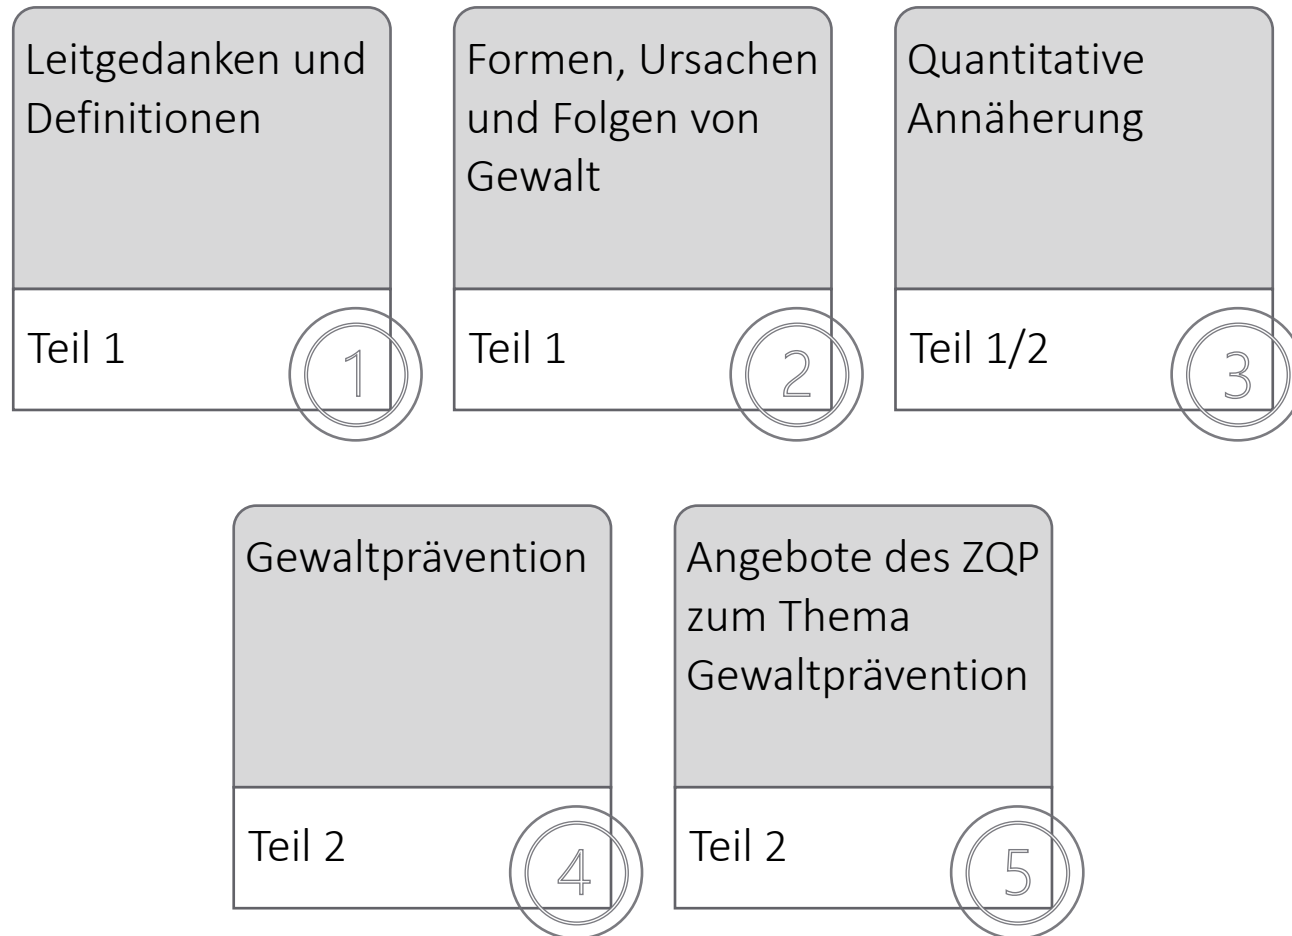 Leitgedanken und
Definitionen
Teil 1
1
Formen, Ursachen
und Folgen von
Gewalt
Teil 1
2
Quantitative
Annäherung
Teil 1/2
3
Gewaltprävention
Teil 2
4
Angebote des ZQP
zum Thema
Gewaltprävention
Teil 2
5